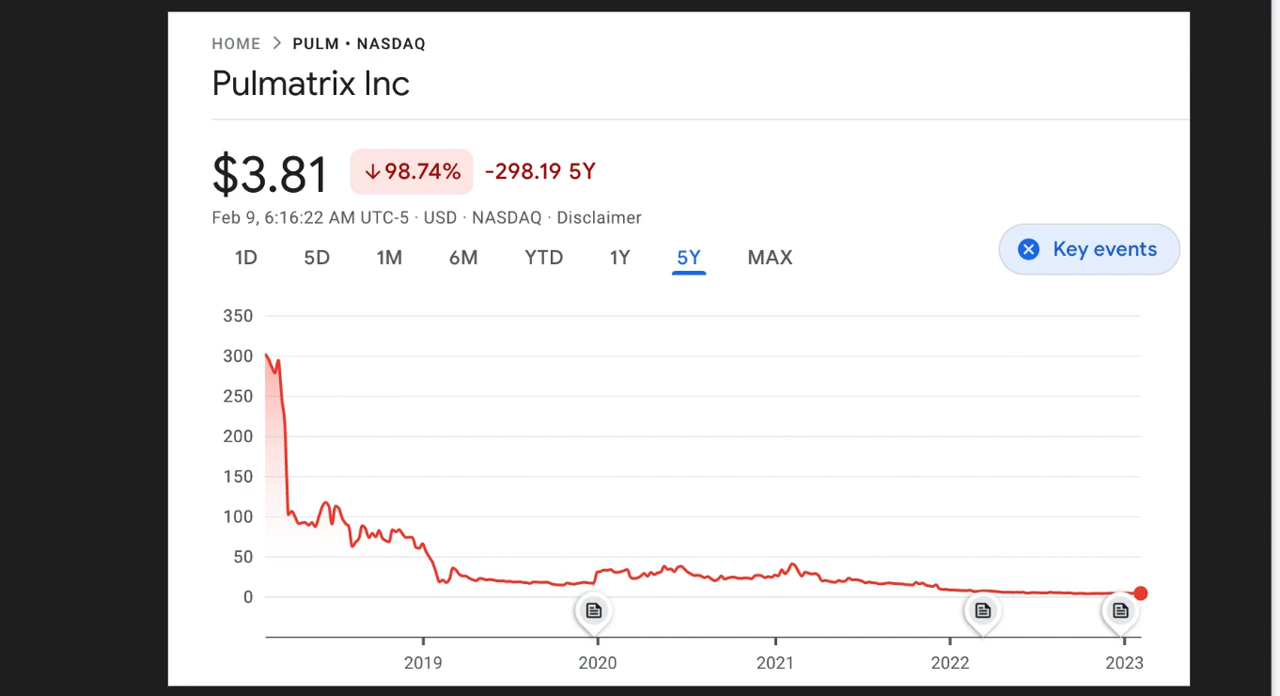 HOME > PULM • NASDAQ
Pulmatrix Inc
$3.81 ↓98.74% -298.19 5Y
Feb 9, 6:16:22 AM UTC-5 · USD · NASDAQ · Disclaimer
1D 5D 1M 6M YTD 1Y 5Y MAX
Key events
350
300
250
200
150
100
50
0
2019 2020 2021 2022 2023